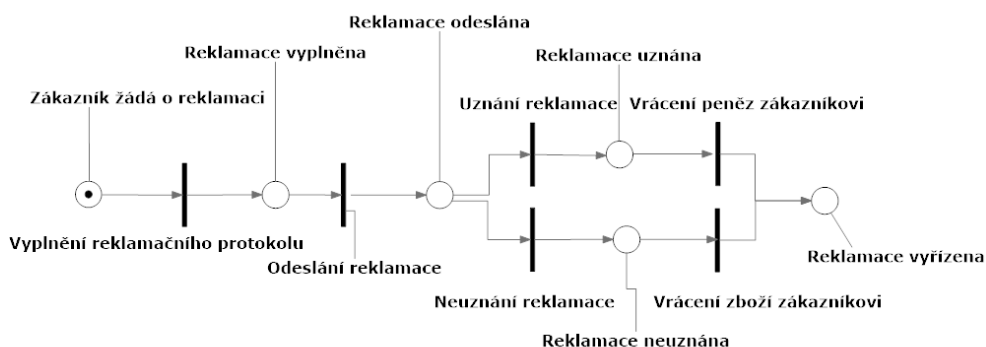 Reklamace odeslána
Reklamace vyplněna
Reklamace uznána
Zákazník žádá o reklamaci
Uznání reklamace
Vrácení peněz zákazníkovi
Vyplnění reklamačního protokolu
Odeslání reklamace
Reklamace vyřízena
Neuznání reklamace
Vrácení zboží zákazníkovi
Reklamace neuznána